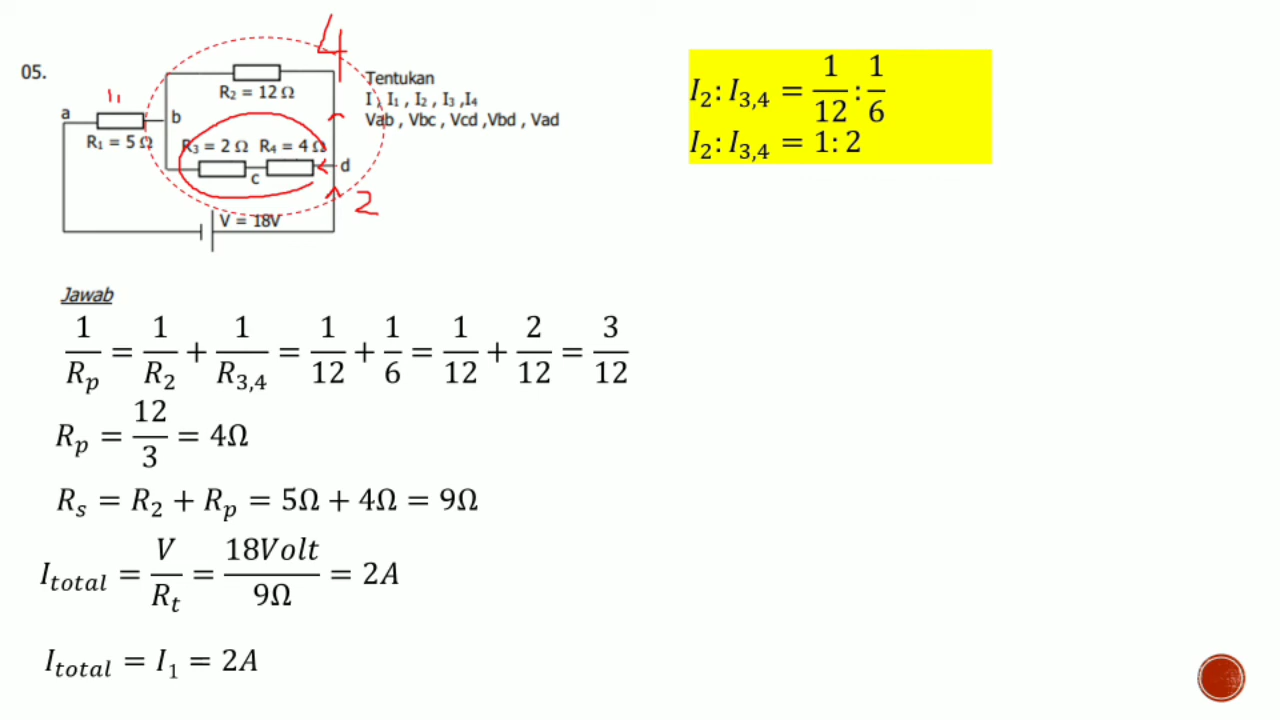 05.
4
I₁
a
b
R₂ = 12 Ω
R₁ = 5 Ω
R₃ = 2 Ω R₄ = 4 Ω
c
d
2
V = 18V
Tentukan
I , I₁ , I₂ , I₃ ,I₄
Vab , Vbc , Vcd ,Vbd , Vad
I₂: I₃,₄ = 1/12 : 1/6
I₂: I₃,₄ = 1: 2
Jawab
1/Rₚ = 1/R₂ + 1/R₃,₄ = 1/12 + 1/6 = 1/12 + 2/12 = 3/12
Rₚ = 12/3 = 4Ω
Rₛ = R₂ + Rₚ = 5Ω + 4Ω = 9Ω
I_total = V/Rₜ = 18Volt/9Ω = 2A
I_total = I₁ = 2A